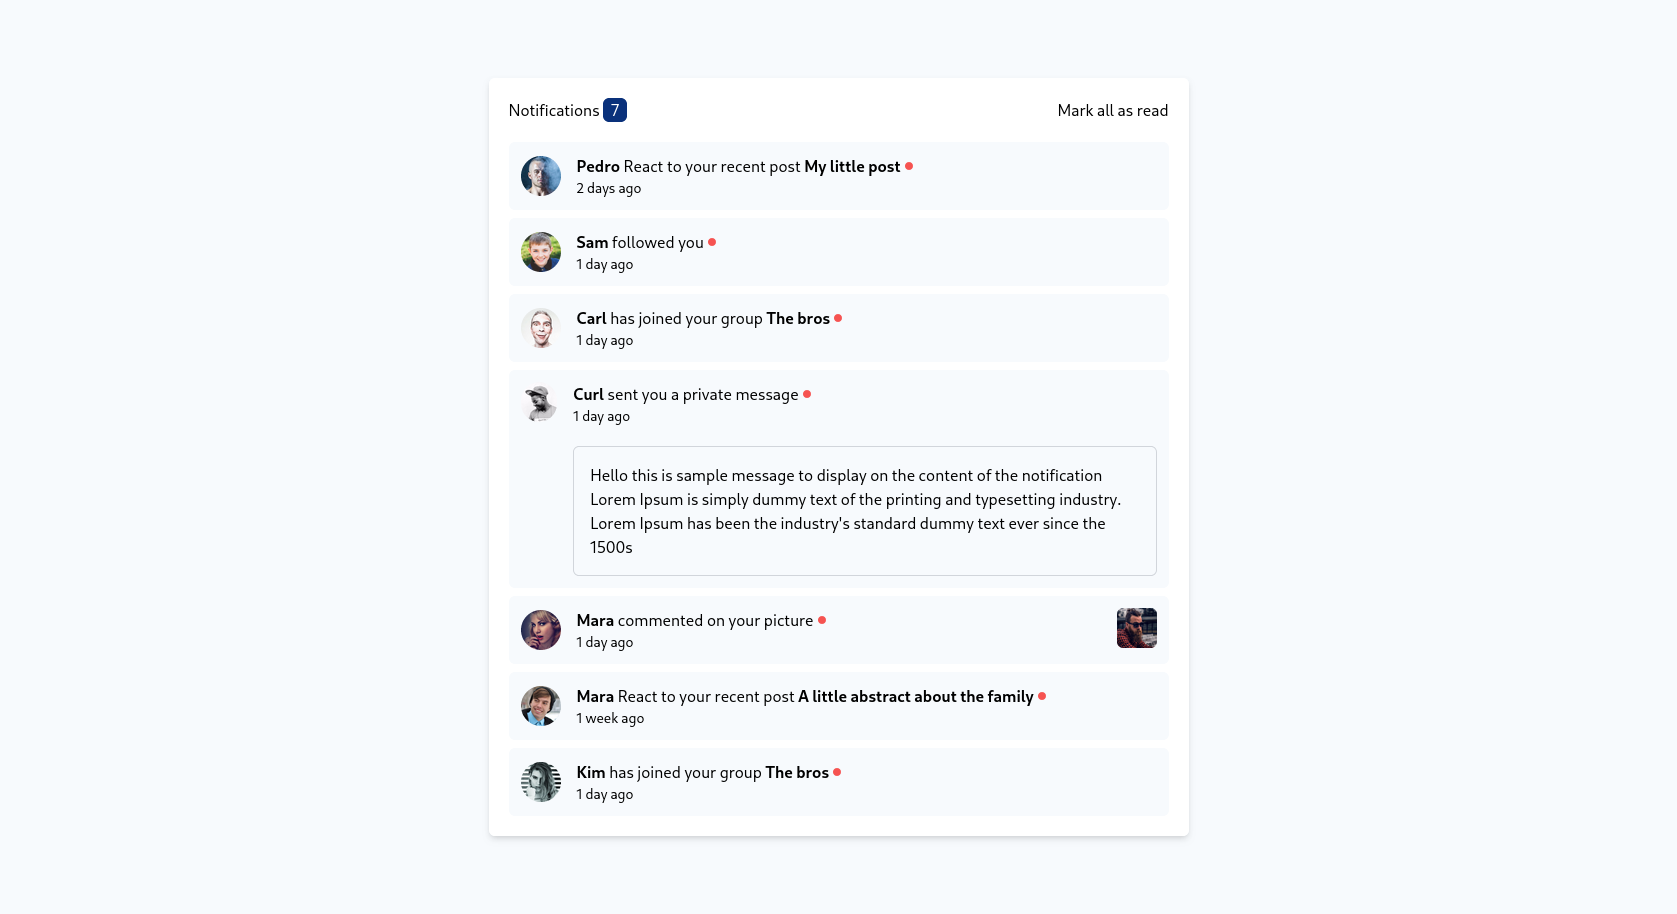 Notifications 7
Mark all as read
Pedro React to your recent post My little post
2 days ago
Sam followed you
1 day ago
Carl has joined your group The bros
1 day ago
Curl sent you a private message
1 day ago
Hello this is sample message to display on the content of the notification
Lorem Ipsum is simply dummy text of the printing and typesetting industry.
Lorem Ipsum has been the industry's standard dummy text ever since the
1500s
Mara commented on your picture
1 day ago
Mara React to your recent post A little abstract about the family
1 week ago
Kim has joined your group The bros
1 day ago